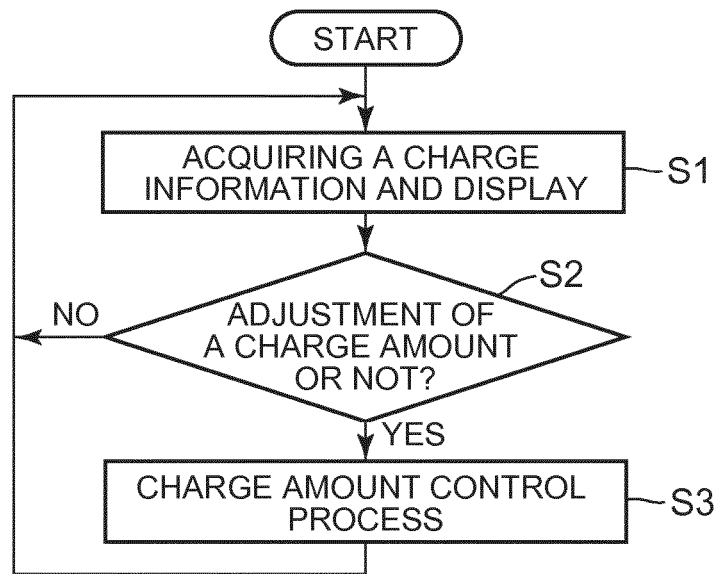 START
ACQUIRING A CHARGE
INFORMATION AND DISPLAY
S1
S2
ADJUSTMENT OF
A CHARGE AMOUNT
OR NOT?
NO
YES
CHARGE AMOUNT CONTROL
PROCESS
S3